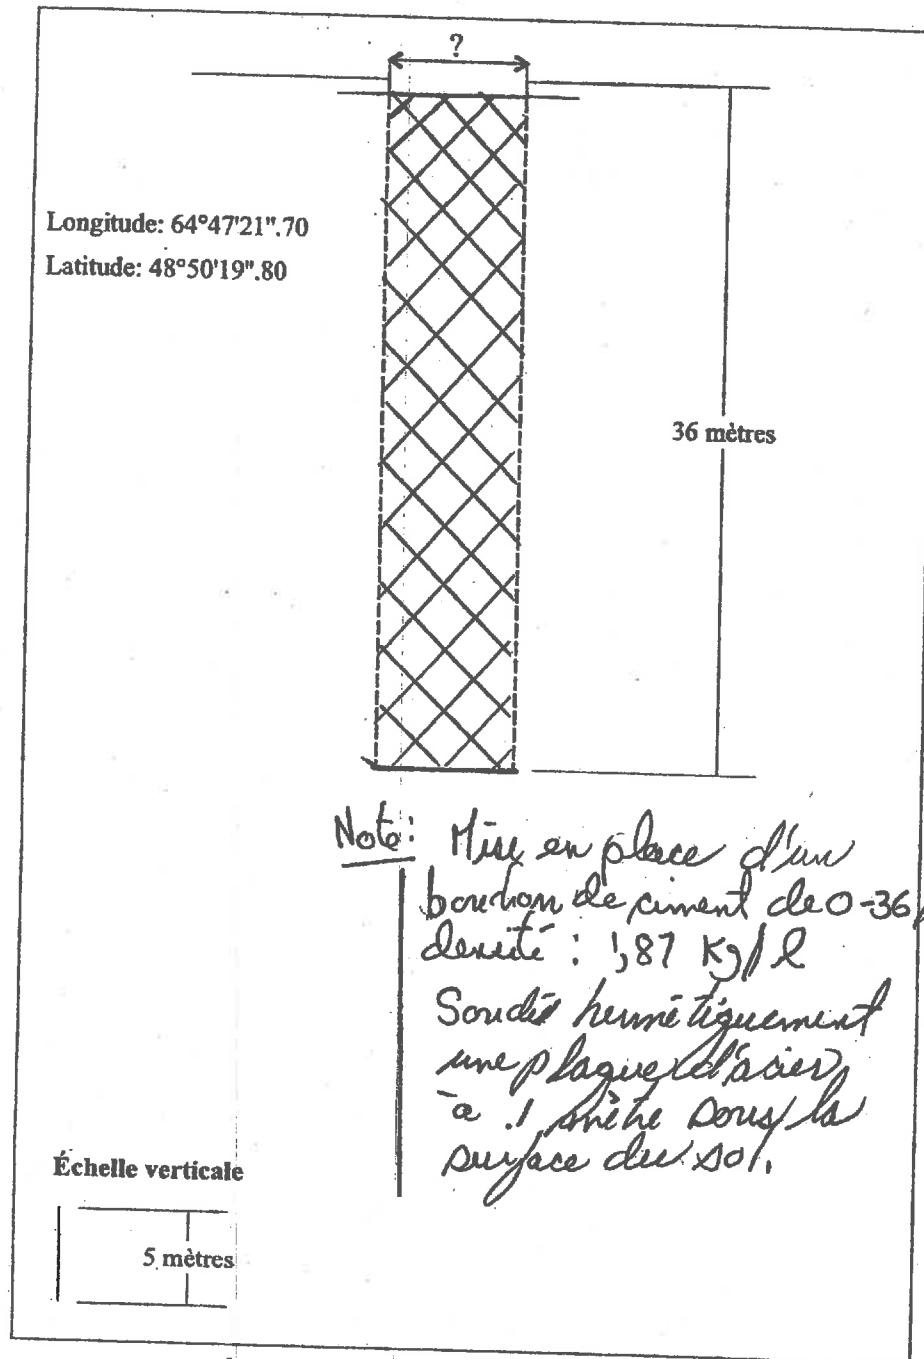 ?
Longitude: 64°47'21".70
Latitude: 48°50'19".80
36 mètres
Note: Mise en place d'un
bouchon de ciment de 0-36
densité : 1,87 Kg/l
Soudée hermétiquement
une plaque d'acier
à 1 mètre sous la
surface du sol.
Échelle verticale
5 mètres